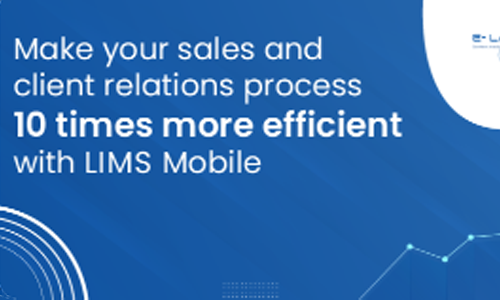 Make your sales and
client relations process
10 times more efficient
with LIMS Mobile